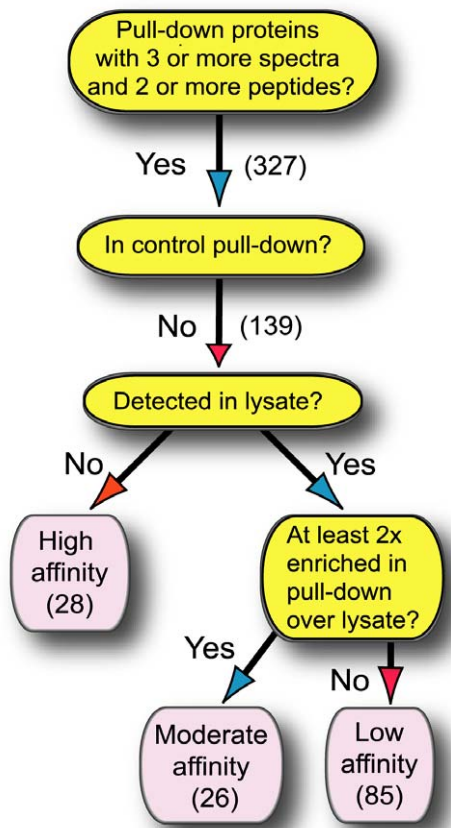 Pull-down proteins
with 3 or more spectra
and 2 or more peptides?
Yes (327)
In control pull-down?
No (139)
Detected in lysate?
No Yes
High
affinity
(28)
At least 2x
enriched in
pull-down
over lysate?
Yes No
Moderate
affinity
(26)
Low
affinity
(85)